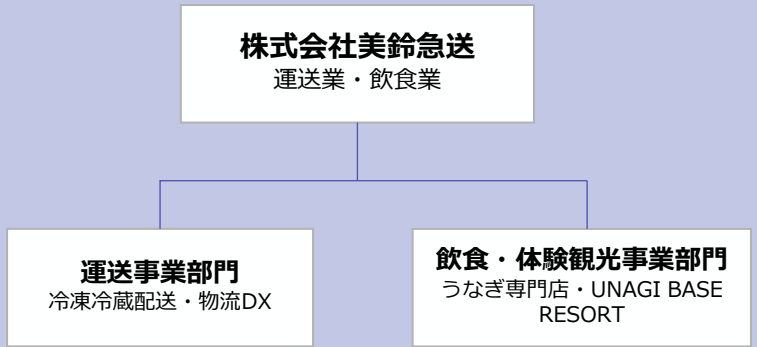 株式会社美鈴急送
運送業・飲食業
運送事業部門
冷凍冷蔵配送・物流DX
飲食・体験観光事業部門
うなぎ専門店・UNAGI BASE
RESORT